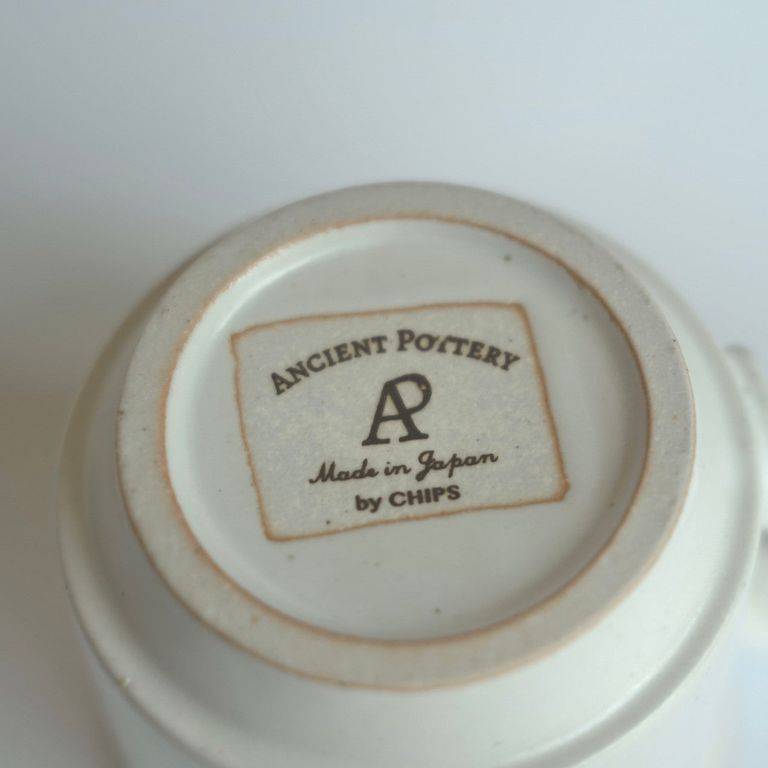 ANCIENT POTTERY
AP
Made in Japan
by CHIPS